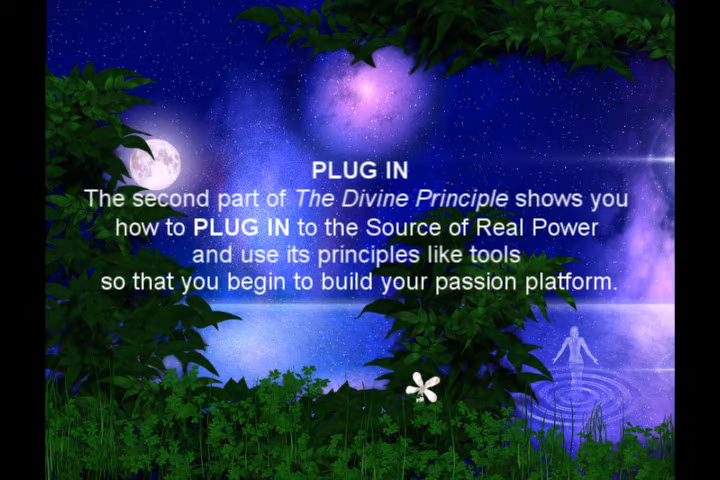 PLUG IN
The second part of The Divine Principle shows you
how to PLUG IN to the Source of Real Power
and use its principles like tools
so that you begin to build your passion platform.